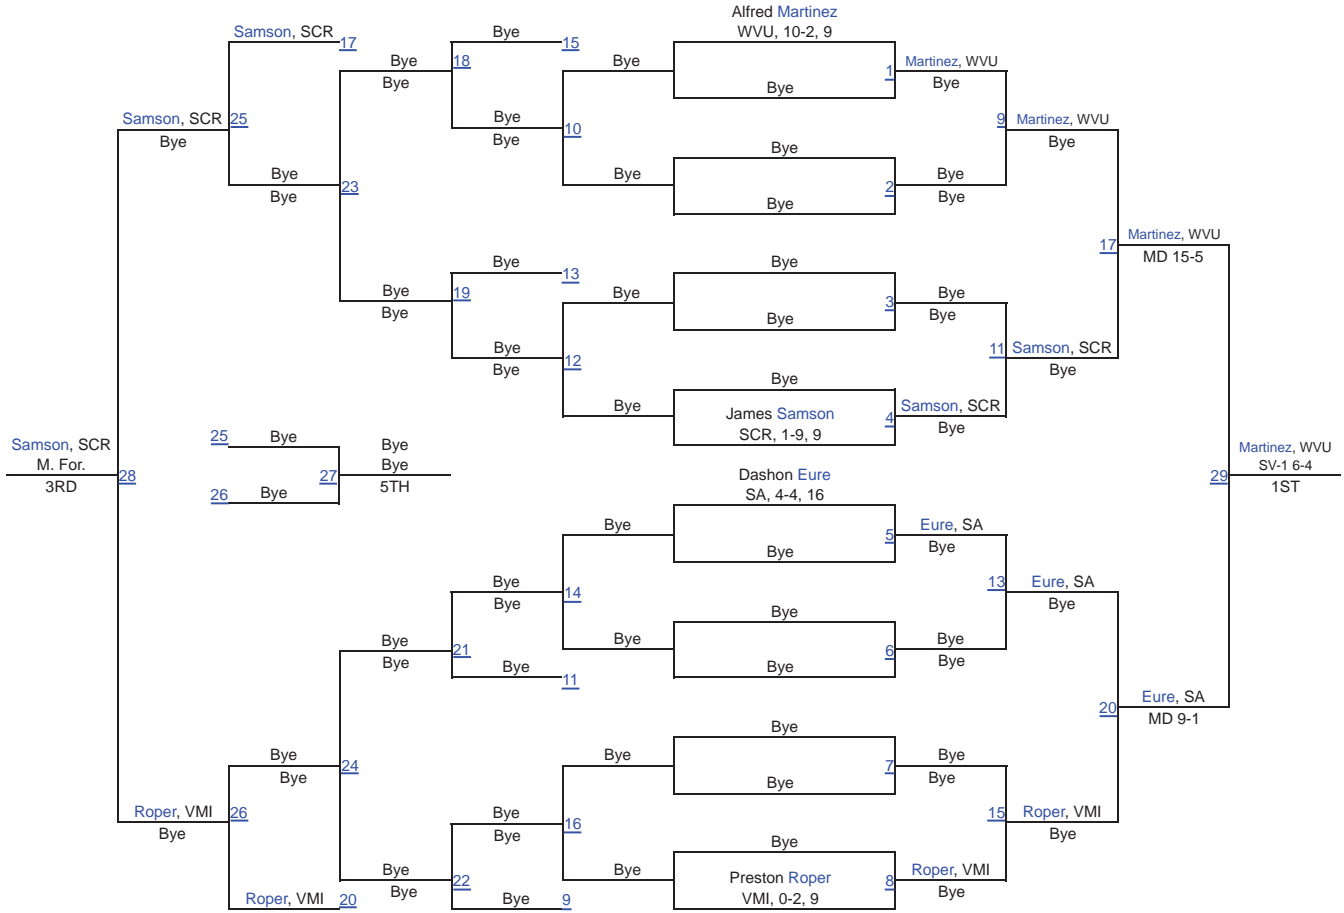 Alfred Martinez
WVU, 10-2, 9
Samson, SCR
17
Bye
15
Bye
18
Bye
Bye
1
Martinez, WVU
Bye
Bye
Samson, SCR
25
Bye
Bye
Bye
10
9
Martinez, WVU
Bye
Bye
Bye
Bye
23
Bye
Bye
2
Bye
Bye
Bye
17
Martinez, WVU
MD 15-5
Bye
13
Bye
Bye
19
Bye
Bye
3
Bye
Bye
Bye
Bye
Bye
12
11
Samson, SCR
Bye
Bye
Bye
James Samson
SCR, 1-9, 9
4
Samson, SCR
Bye
Samson, SCR
M. For.
3RD
28
25
Bye
27
Bye
Bye
5TH
26
Bye
Dashon Eure
SA, 4-4, 16
29
Martinez, WVU
SV-1 6-4
1ST
Bye
5
Eure, SA
Bye
Bye
Bye
Bye
14
13
Eure, SA
Bye
Bye
Bye
Bye
21
Bye
6
Bye
Bye
Bye
Bye
11
Bye
20
Eure, SA
MD 9-1
Bye
Bye
Bye
24
Bye
7
Bye
Bye
Bye
Roper, VMI
26
Bye
Bye
Bye
16
15
Roper, VMI
Bye
Bye
Bye
Bye
22
Bye
Preston Roper
VMI, 0-2, 9
8
Roper, VMI
Bye
Roper, VMI
20
Bye
9